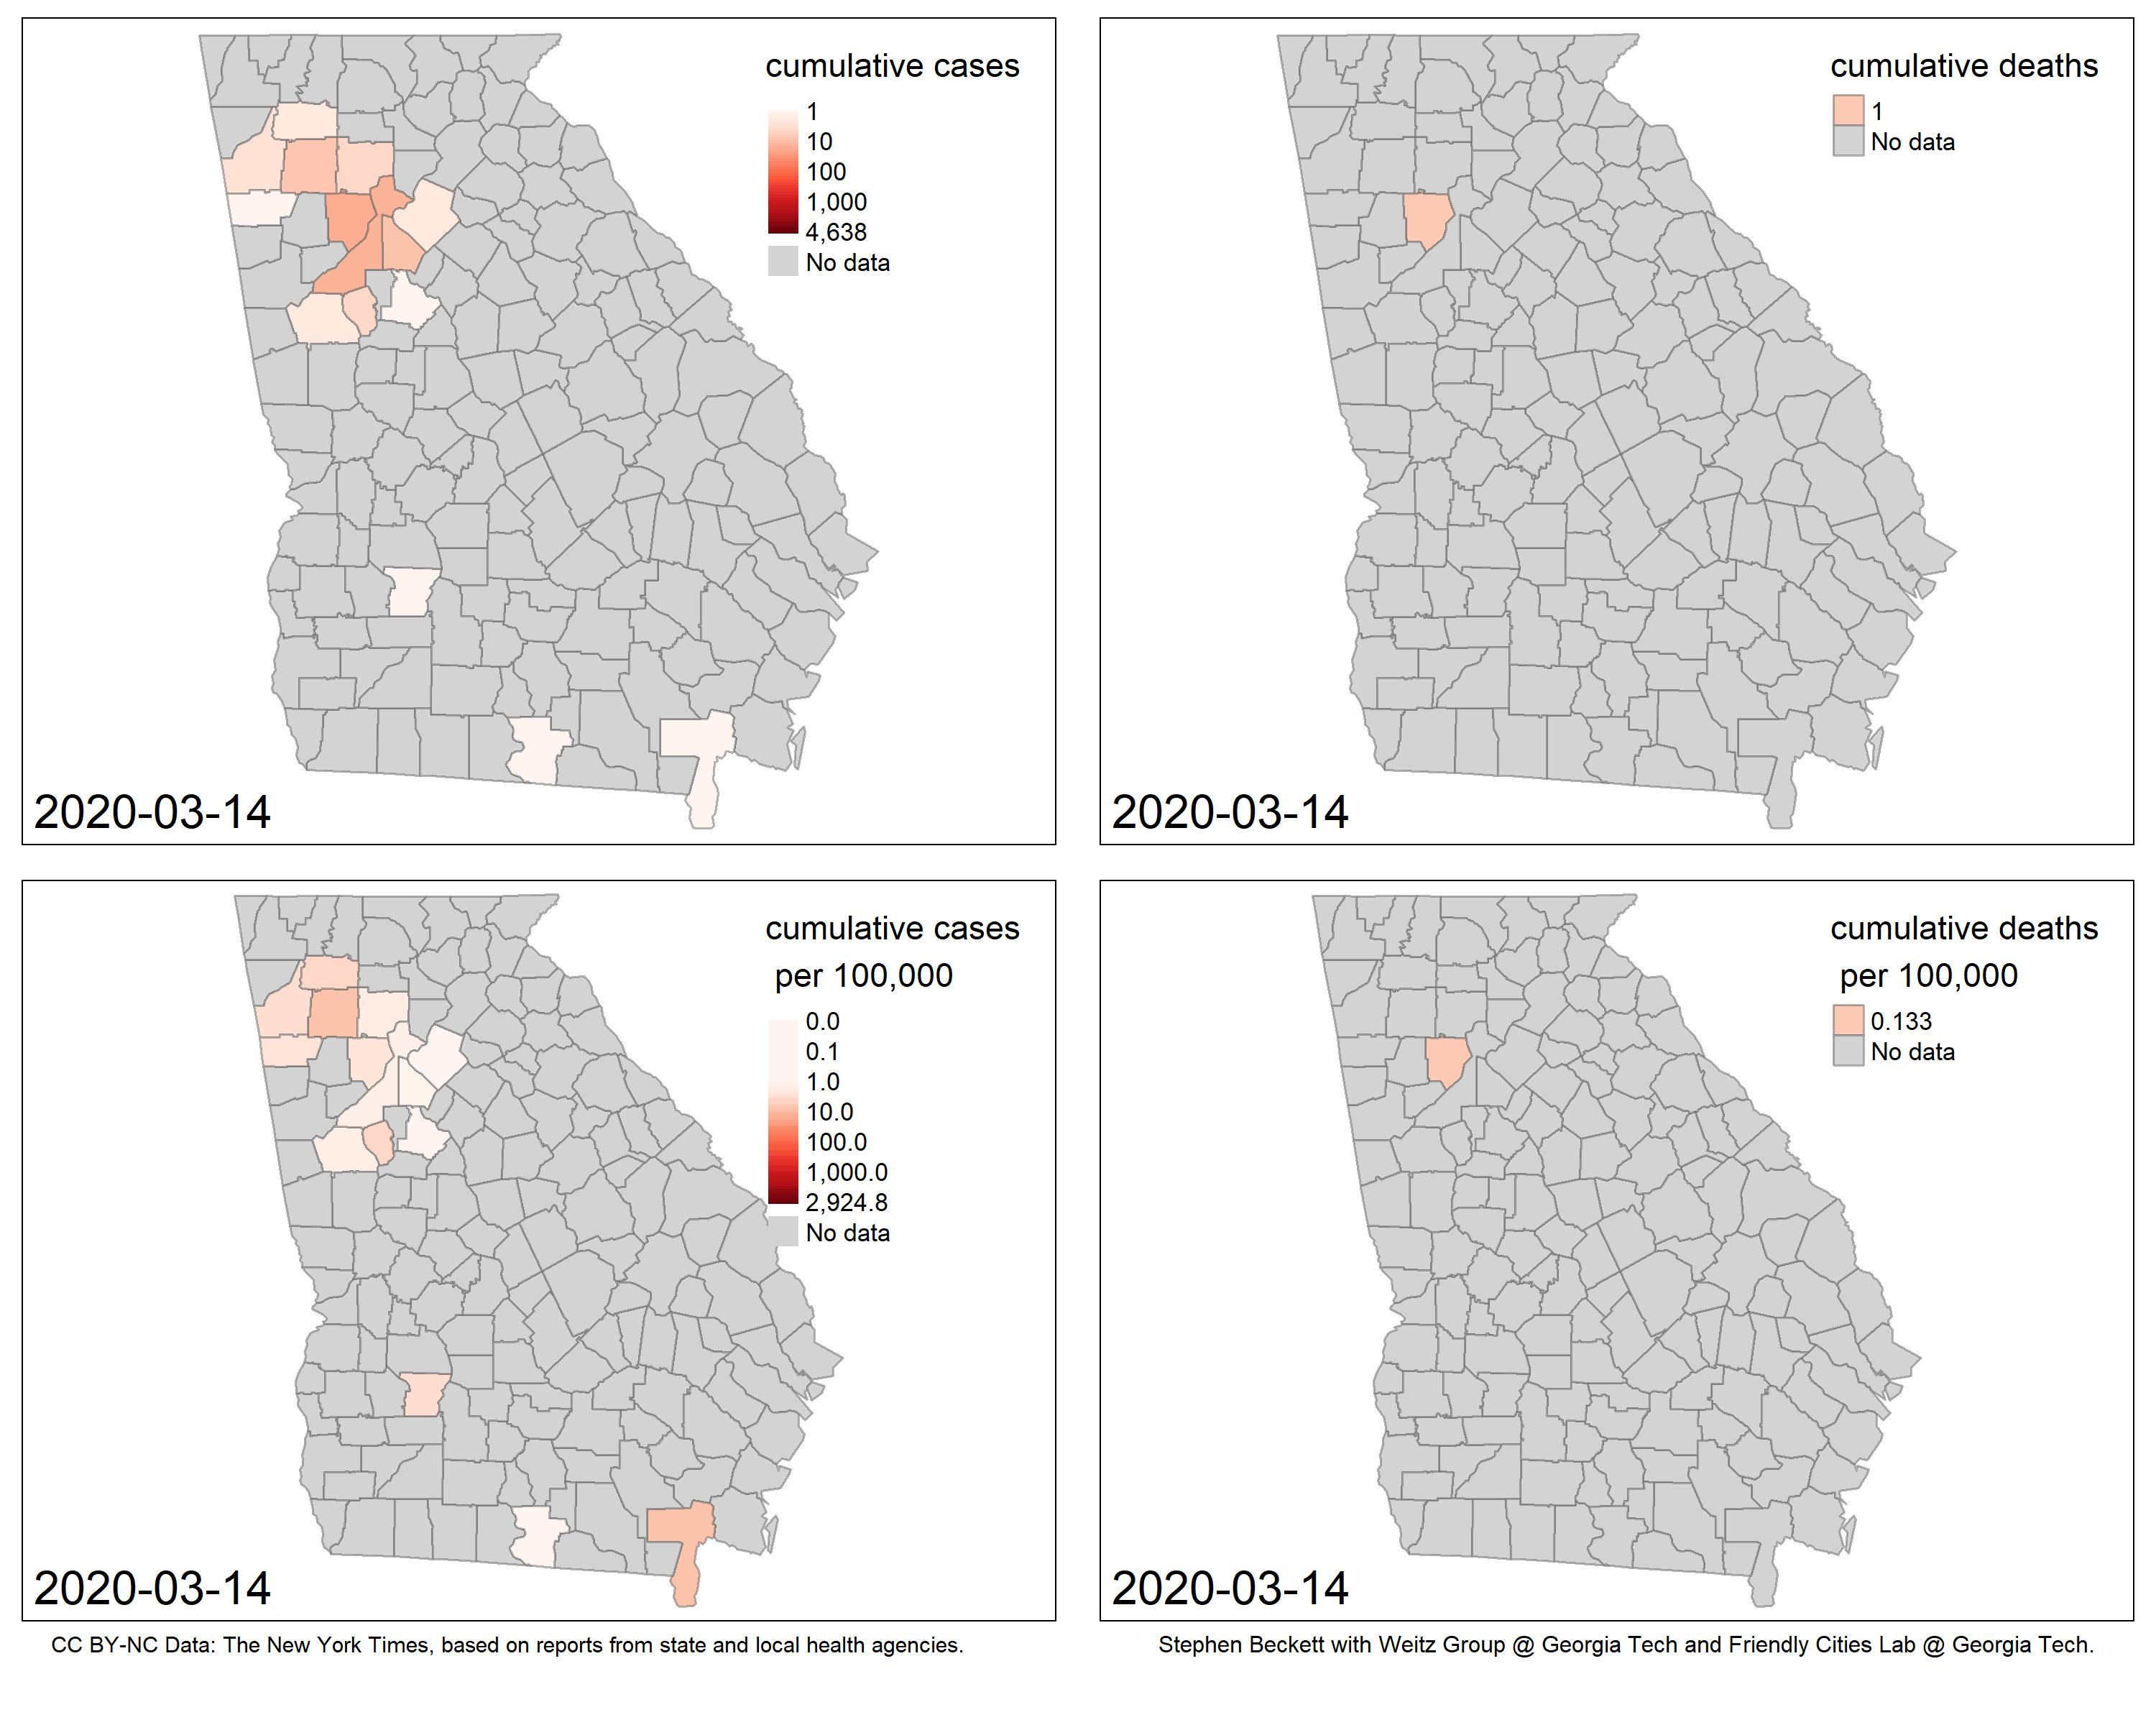 cumulative cases
1
10
100
1,000
4,638
No data
2020-03-14
cumulative deaths
1
No data
2020-03-14
cumulative cases
per 100,000
0.0
0.1
1.0
10.0
100.0
1,000.0
2,924.8
No data
2020-03-14
cumulative deaths
per 100,000
0.133
No data
2020-03-14
CC BY-NC Data: The New York Times, based on reports from state and local health agencies.
Stephen Beckett with Weitz Group @ Georgia Tech and Friendly Cities Lab @ Georgia Tech.